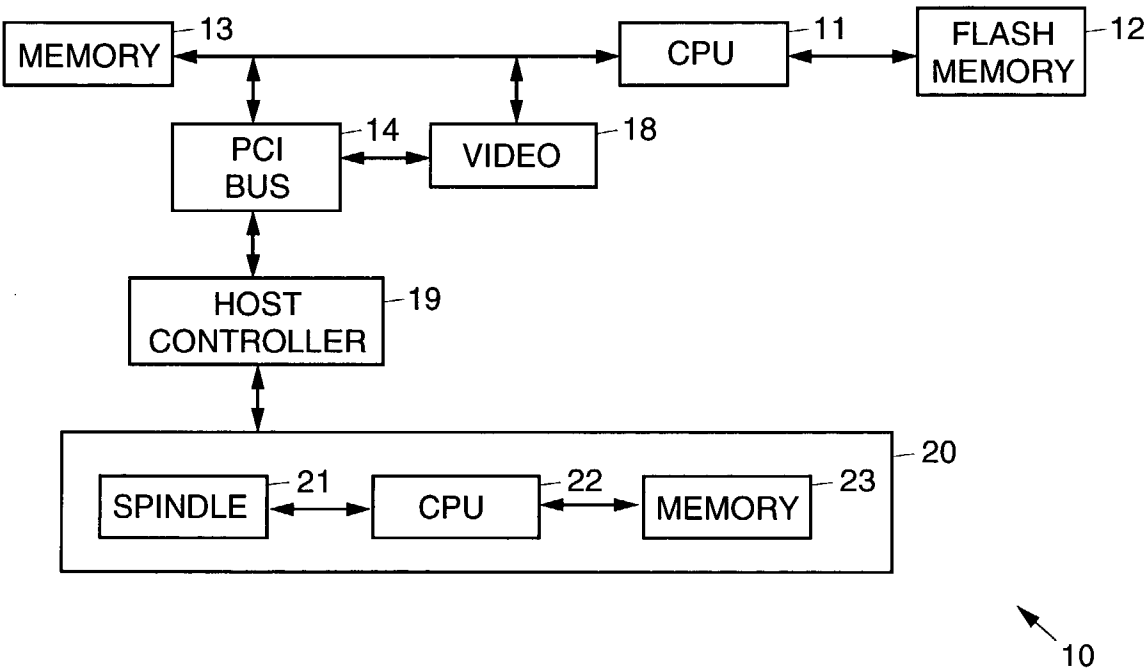 13
MEMORY
11
CPU
12
FLASH
MEMORY
14
PCI
BUS
18
VIDEO
19
HOST
CONTROLLER
20
21
SPINDLE
22
CPU
23
MEMORY
10